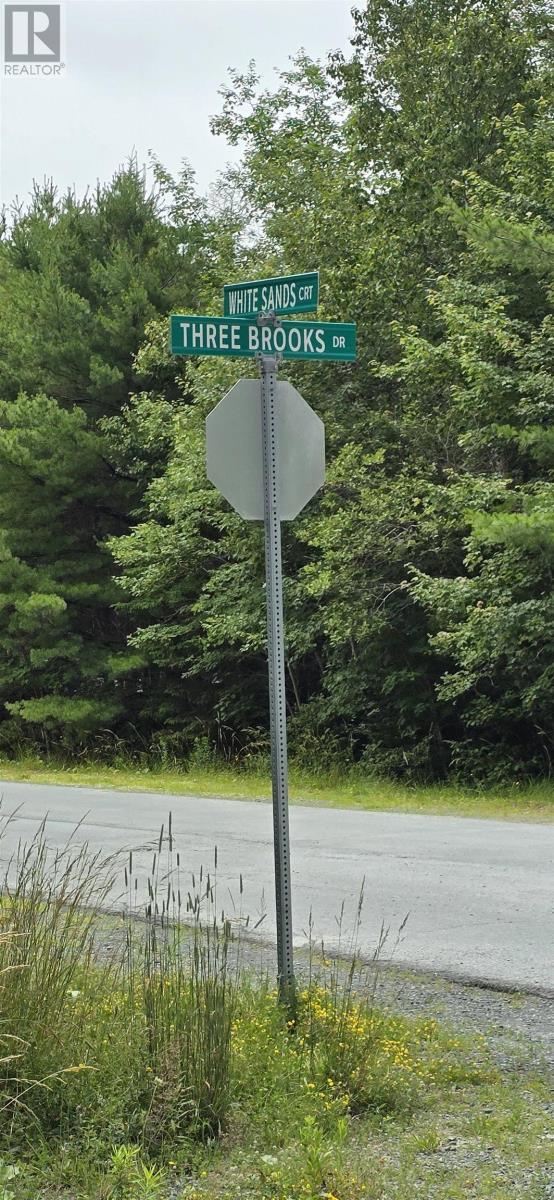 R
REALTOR®
WHITE SANDS CRT
THREE BROOKS DR